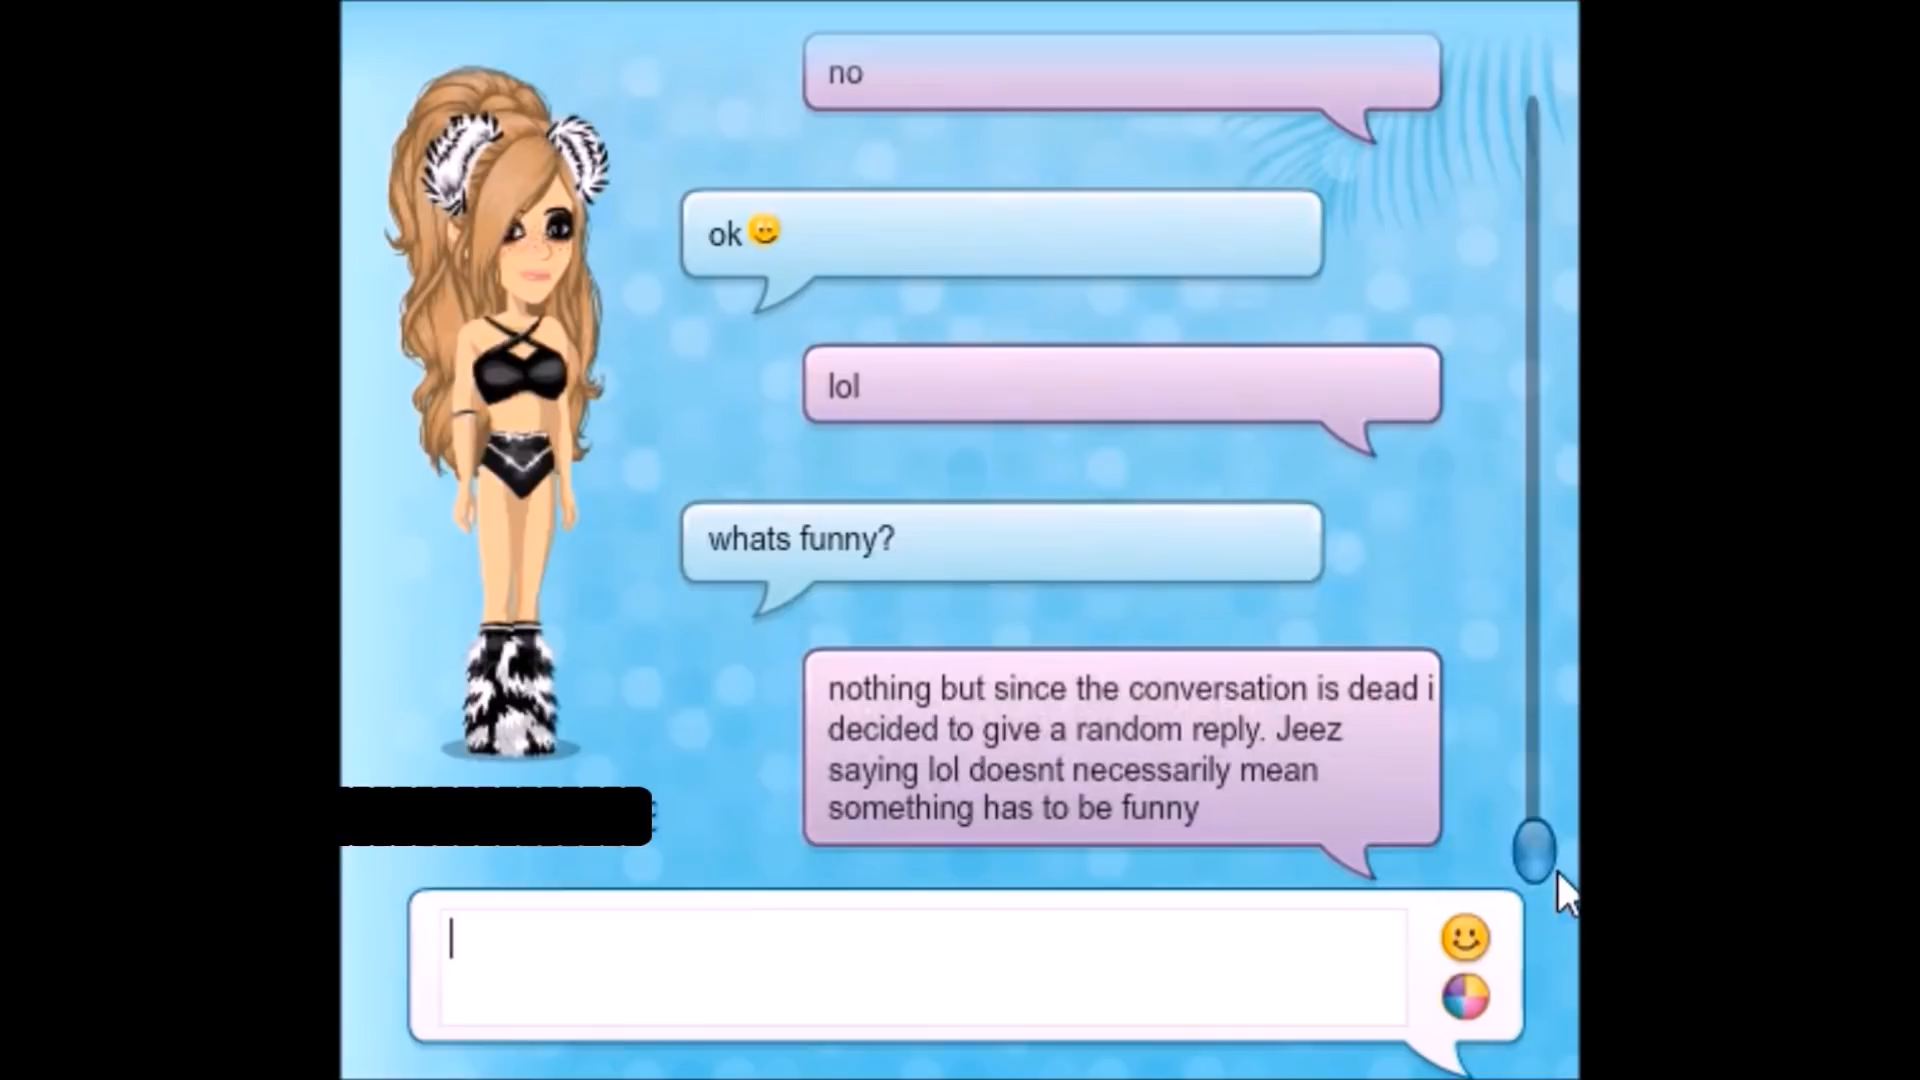 no
ok
lol
whats funny?
nothing but since the conversation is dead i
decided to give a random reply. Jeez
saying lol doesnt necessarily mean
something has to be funny